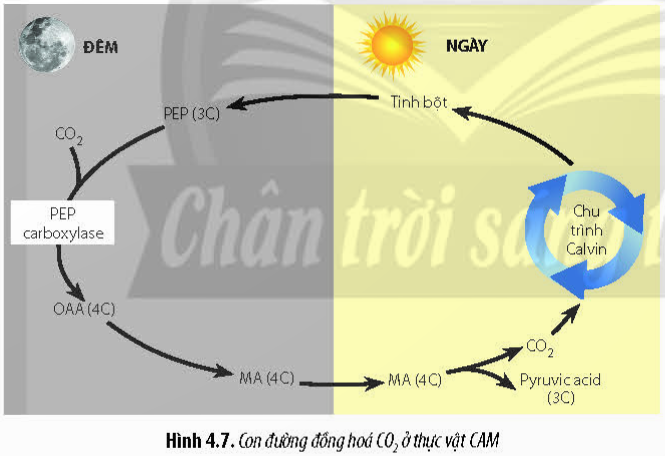 ĐÊM
NGÀY
Tinh bột
PEP (3C)
CO₂
PEP
carboxylase
Chu
trình
Calvin
OAA (4C)
CO₂
MA (4C)
MA (4C)
Pyruvic acid
(3C)
Chân trời sáng t
Hình 4.7. Con đường đồng hoá CO₂ ở thực vật CAM